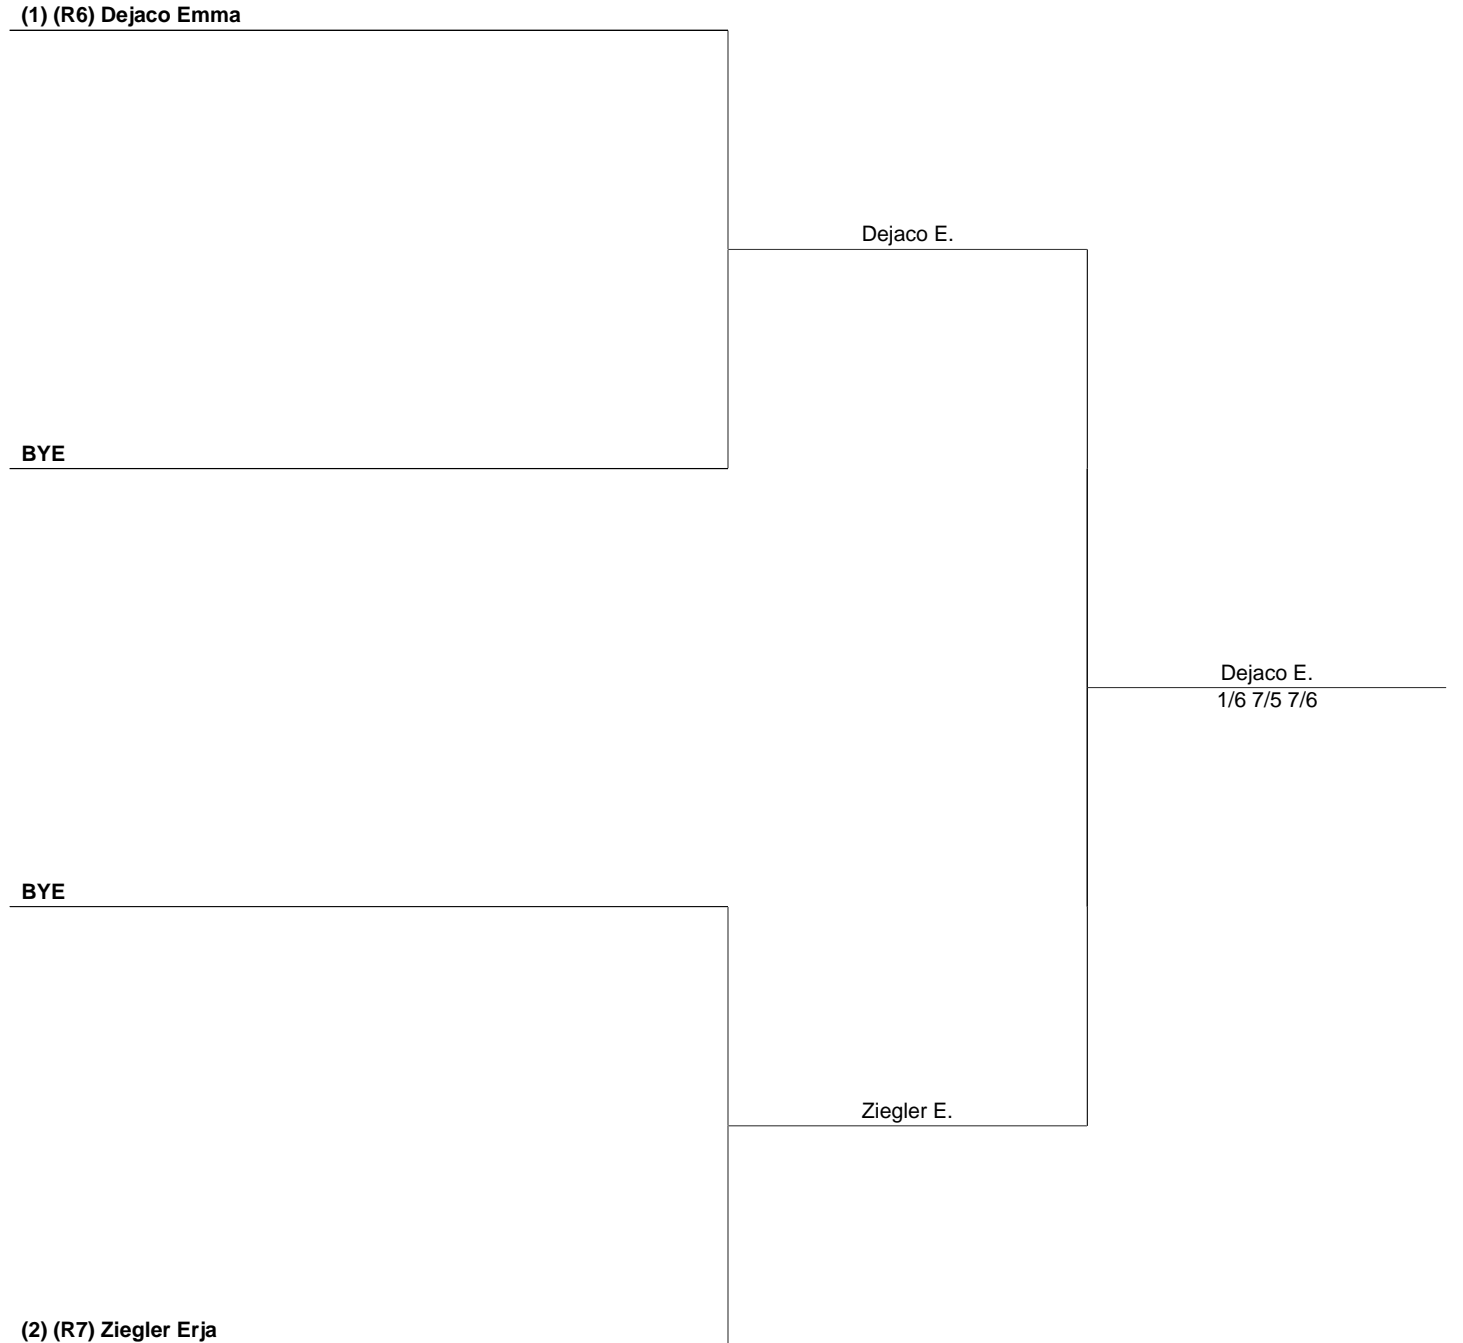 (1) (R6) Dejaco Emma
Dejaco E.
BYE
Dejaco E.
1/6 7/5 7/6
BYE
Ziegler E.
(2) (R7) Ziegler Erja